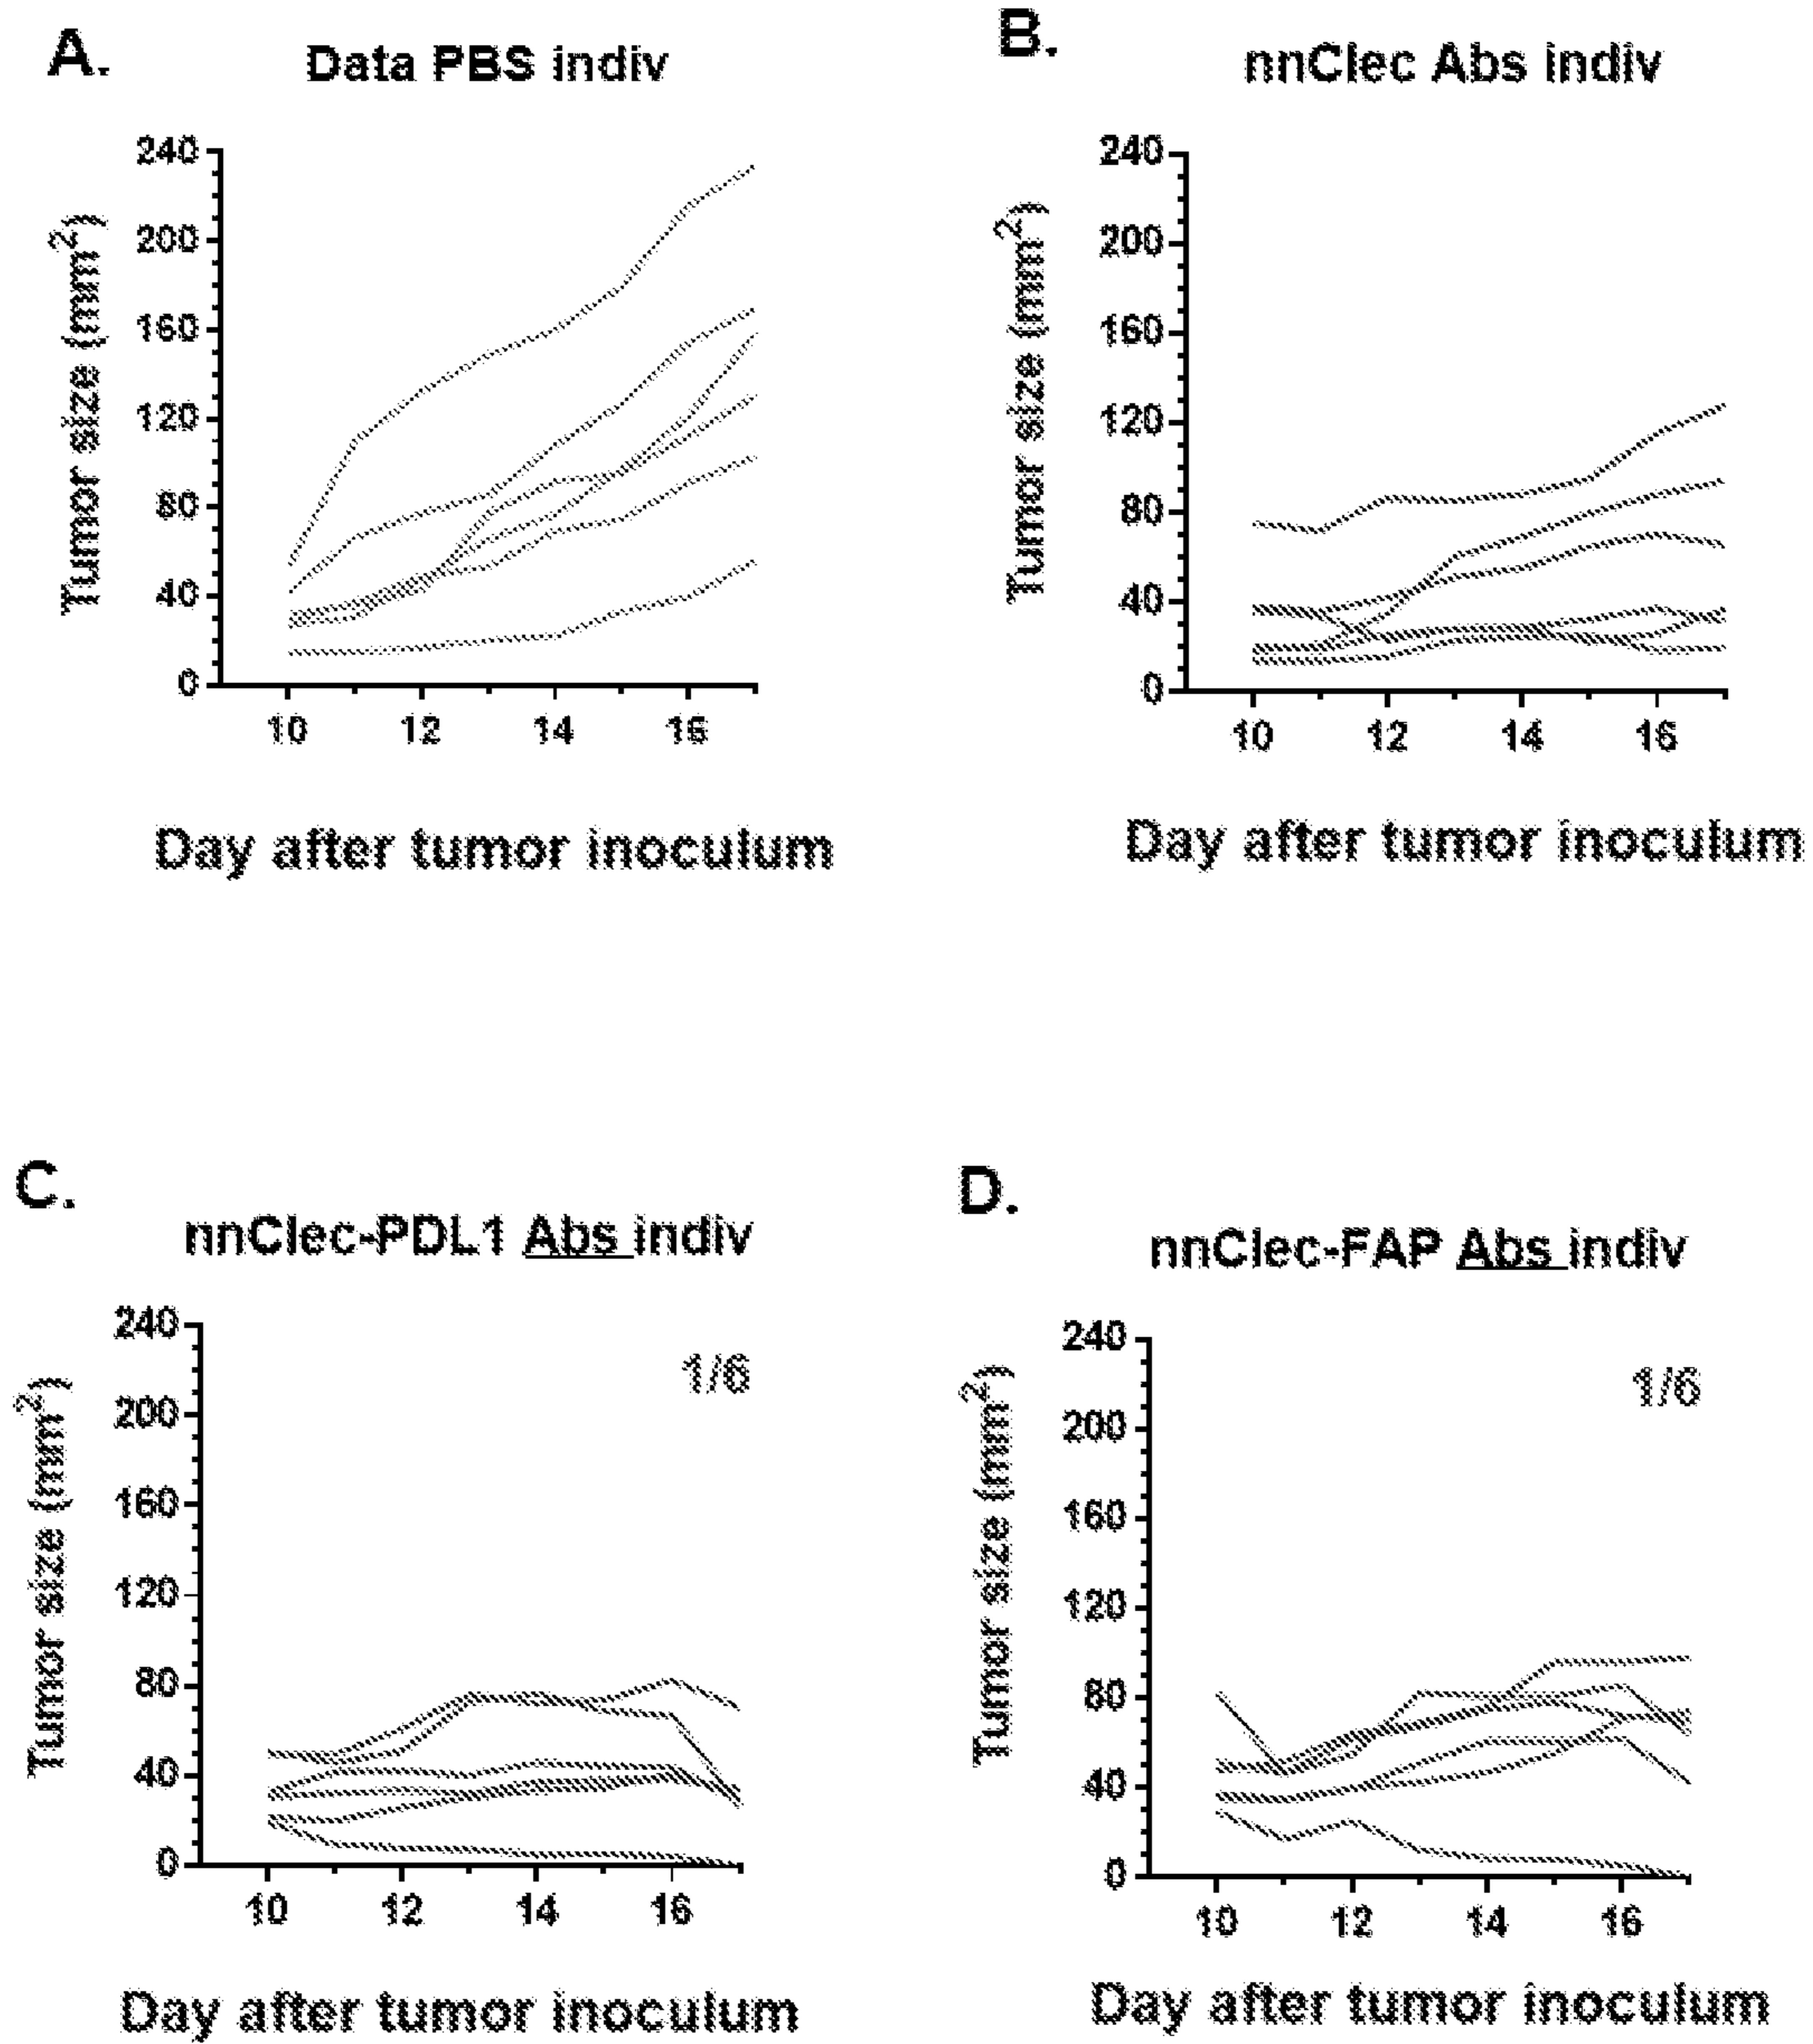 A.
Data PBS indiv
Tumor size (mm²)
240
200
160
120
80
40
0
10 12 14 16
Day after tumor inoculum
B.
nnClec Abs indiv
Tumor size (mm²)
240
200
160
120
80
40
0
10 12 14 16
Day after tumor inoculum
C.
nnClec-PDL1 Abs indiv
1/6
Tumor size (mm²)
240
200
160
120
80
40
0
10 12 14 16
Day after tumor inoculum
D.
nnClec-FAP Abs indiv
1/6
Tumor size (mm²)
240
200
160
120
80
40
0
10 12 14 16
Day after tumor inoculum